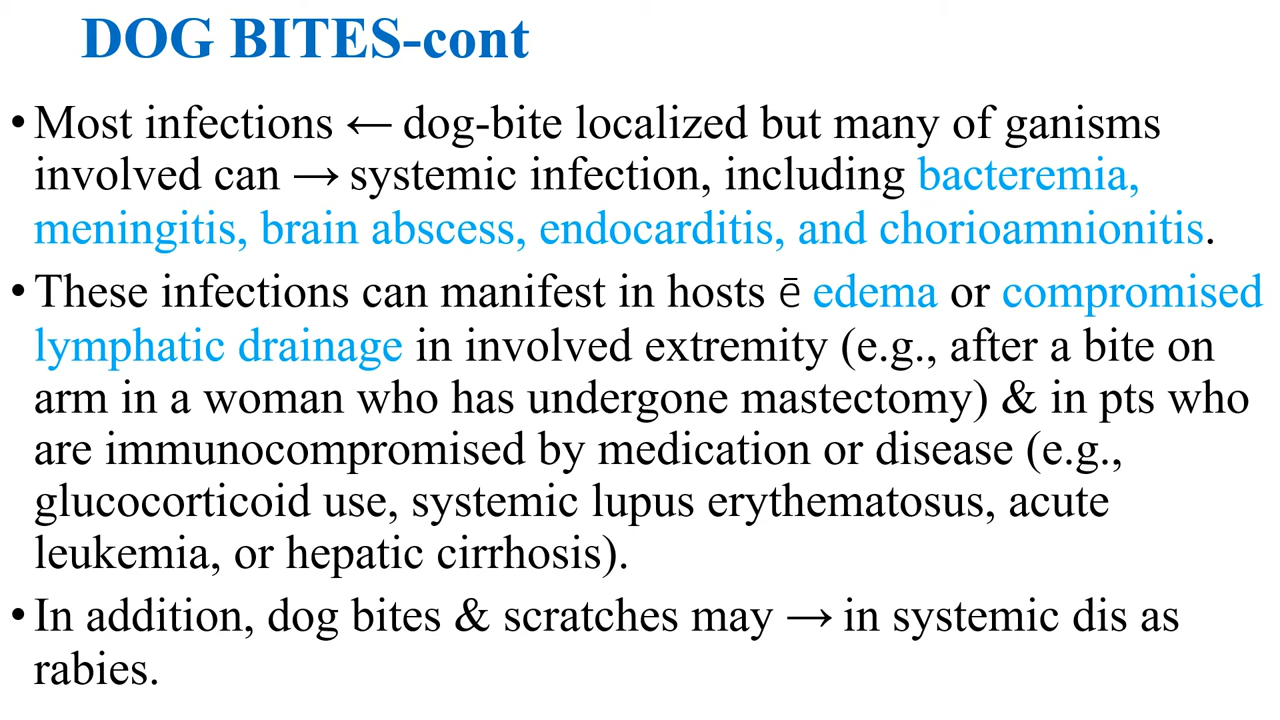 DOG BITES-cont
• Most infections ← dog-bite localized but many of ganisms
involved can → systemic infection, including bacteremia,
meningitis, brain abscess, endocarditis, and chorioamnionitis.
• These infections can manifest in hosts ē edema or compromised
lymphatic drainage in involved extremity (e.g., after a bite on
arm in a woman who has undergone mastectomy) & in pts who
are immunocompromised by medication or disease (e.g.,
glucocorticoid use, systemic lupus erythematosus, acute
leukemia, or hepatic cirrhosis).
• In addition, dog bites & scratches may → in systemic dis as
rabies.